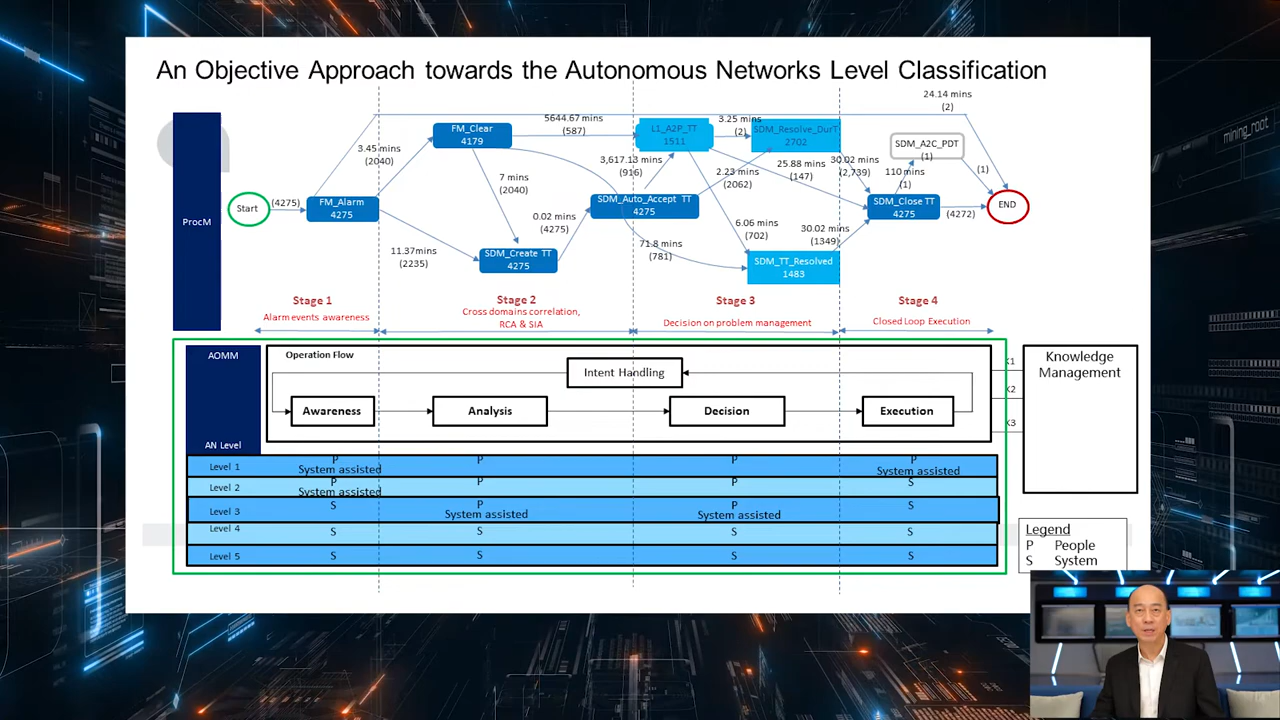 An Objective Approach towards the Autonomous Networks Level Classification
ProcM
Start
(4275)
FM_Alarm
4275
3.45 mins
(2040)
11.37mins
(2235)
FM_Clear
4179
7 mins
(2040)
SDM_Create TT
4275
0.02 mins
(4275)
5644.67 mins
(587)
SDM_Auto_Accept TT
4275
3,617.13 mins
(916)
L1_A2P_TT
1511
3.25 mins
(2)
SDM_Resolve_DurT
2702
2.23 mins
(2062)
25.88 mins
(147)
30.02 mins
(2,739)
71.8 mins
(781)
6.06 mins
(702)
SDM_TT_Resolved
1483
30.02 mins
(1349)
SDM_Close TT
4275
110 mins
(1)
SDM_A2C_PDT
(1)
(1)
24.14 mins
(2)
(4272)
END
mining_root
Stage 1
Alarm events awareness
Stage 2
Cross domains correlation,
RCA & SIA
Stage 3
Decision on problem management
Stage 4
Closed Loop Execution
AOMM
AN Level
Operation Flow
Intent Handling
Awareness
Analysis
Decision
Execution
K1
K2
K3
Knowledge
Management
Level 1
P
System assisted
P
P
P
System assisted
Level 2
P
System assisted
P
P
S
Level 3
S
P
System assisted
P
System assisted
S
Level 4
S
S
S
S
Level 5
S
S
S
S
Legend
P People
S System